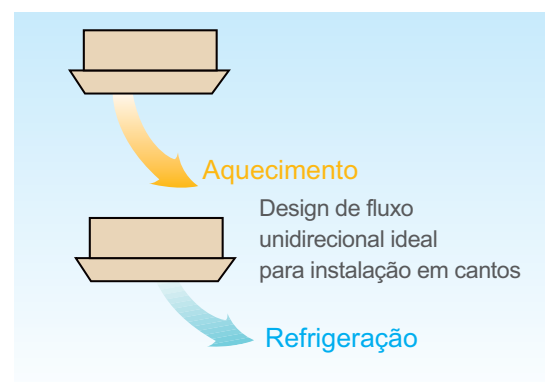 Aquecimento
Design de fluxo
unidirecional ideal
para instalação em cantos
Refrigeração